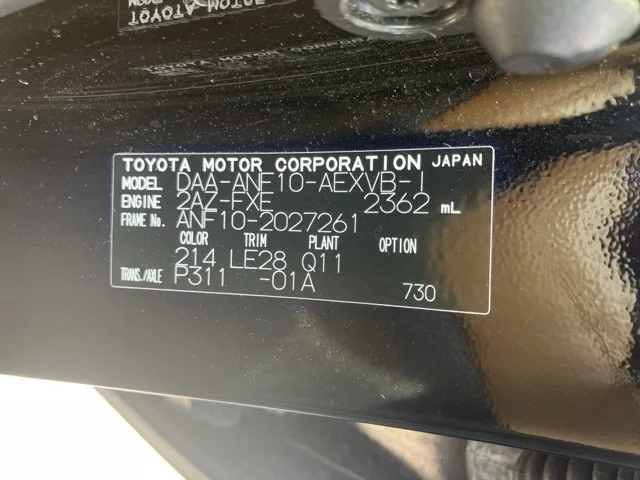 TOYOTA MOTOR CORPORATION JAPAN
MODEL DAA-ANF10-AEXVB-I
ENGINE 2AZ-FXE 2362 mL
FRAME No. ANF10-2027261
COLOR TRIM PLANT OPTION
214 LE28 Q11
TRANS./AXLE P311 -01A
730